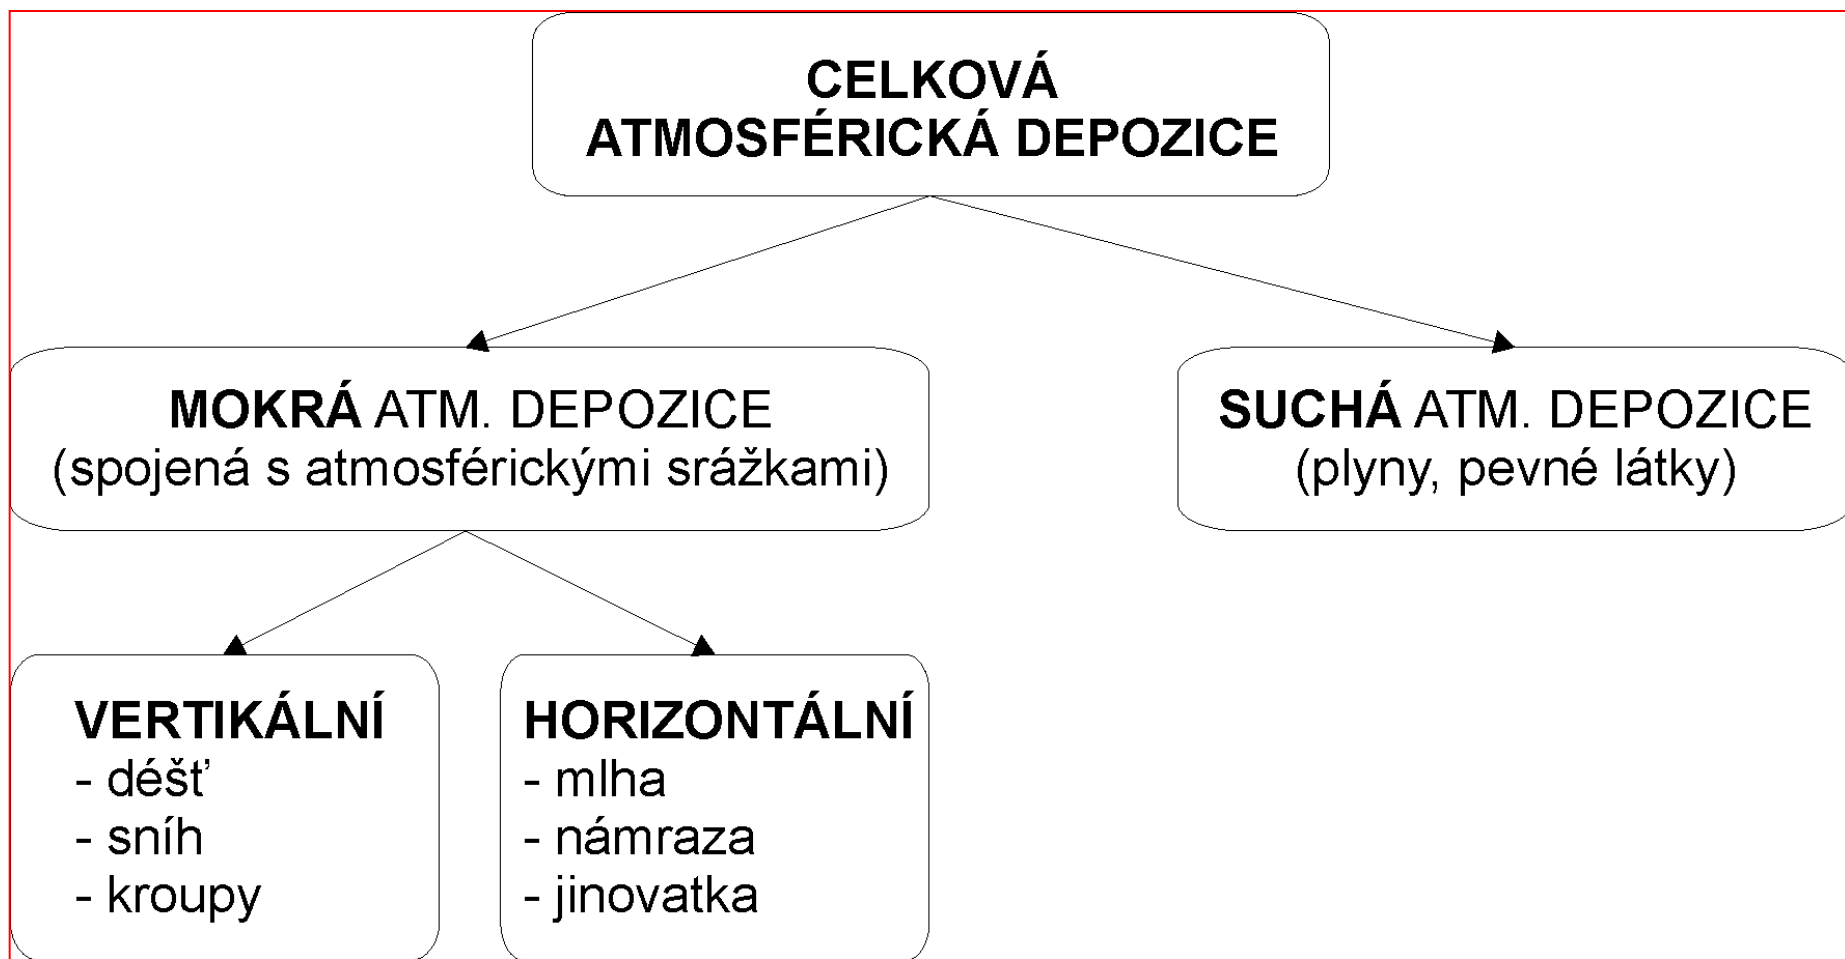 CELKOVÁ
ATMOSFÉRICKÁ DEPOZICE
MOKRÁ ATM. DEPOZICE
(spojená s atmosférickými srážkami)
SUCHÁ ATM. DEPOZICE
(plyny, pevné látky)
VERTIKÁLNÍ
- déšť
- sníh
- kroupy
HORIZONTÁLNÍ
- mlha
- námraza
- jinovatka